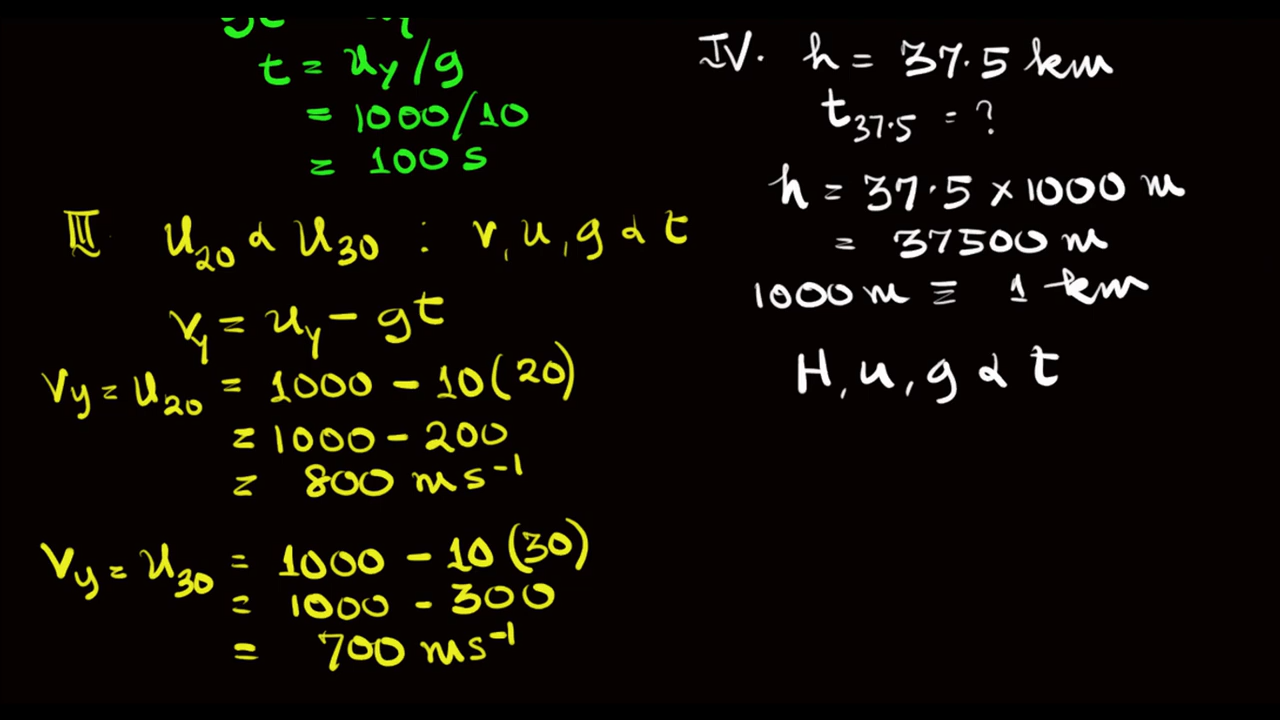 t = uy/g
= 1000/10
= 100 s
III u20 & u30 : v, u, g & t
vy = uy - gt
vy = u20 = 1000 - 10(20)
= 1000 - 200
= 800 ms⁻¹
vy = u30 = 1000 - 10(30)
= 1000 - 300
= 700 ms⁻¹
IV. h = 37.5 km
t37.5 = ?
h = 37.5 × 1000 m
= 37500 m
1000 m ≡ 1 km
H, u, g & t